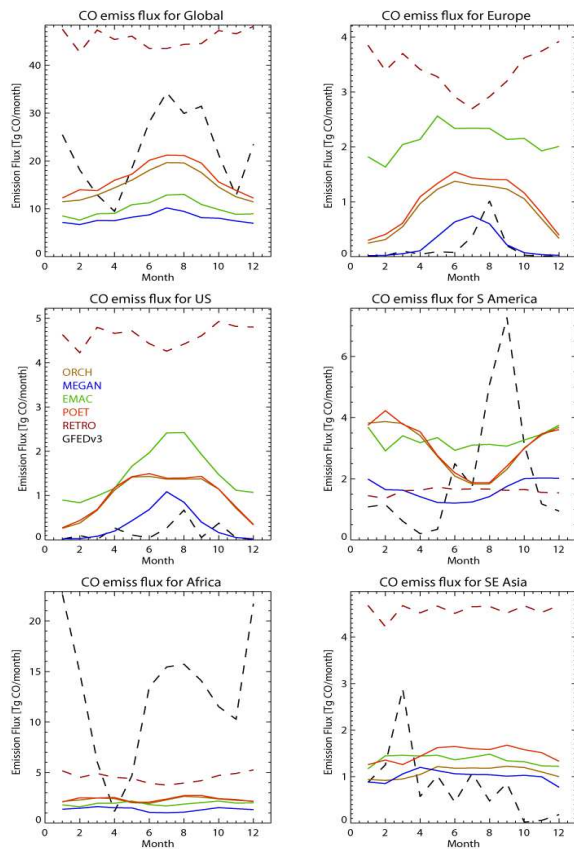 CO emiss flux for Global
Emission Flux [Tg CO/month]
40
30
20
10
0
0 2 4 6 8 10 12
Month
CO emiss flux for Europe
Emission Flux [Tg CO/month]
4
3
2
1
0
0 2 4 6 8 10 12
Month
CO emiss flux for US
Emission Flux [Tg CO/month]
5
4
3
2
1
0
ORCH
MEGAN
EMAC
POET
RETRO
GFEDv3
0 2 4 6 8 10 12
Month
CO emiss flux for S America
Emission Flux [Tg CO/month]
6
4
2
0
0 2 4 6 8 10 12
Month
CO emiss flux for Africa
Emission Flux [Tg CO/month]
20
15
10
5
0
0 2 4 6 8 10 12
Month
CO emiss flux for SE Asia
Emission Flux [Tg CO/month]
4
3
2
1
0
0 2 4 6 8 10 12
Month